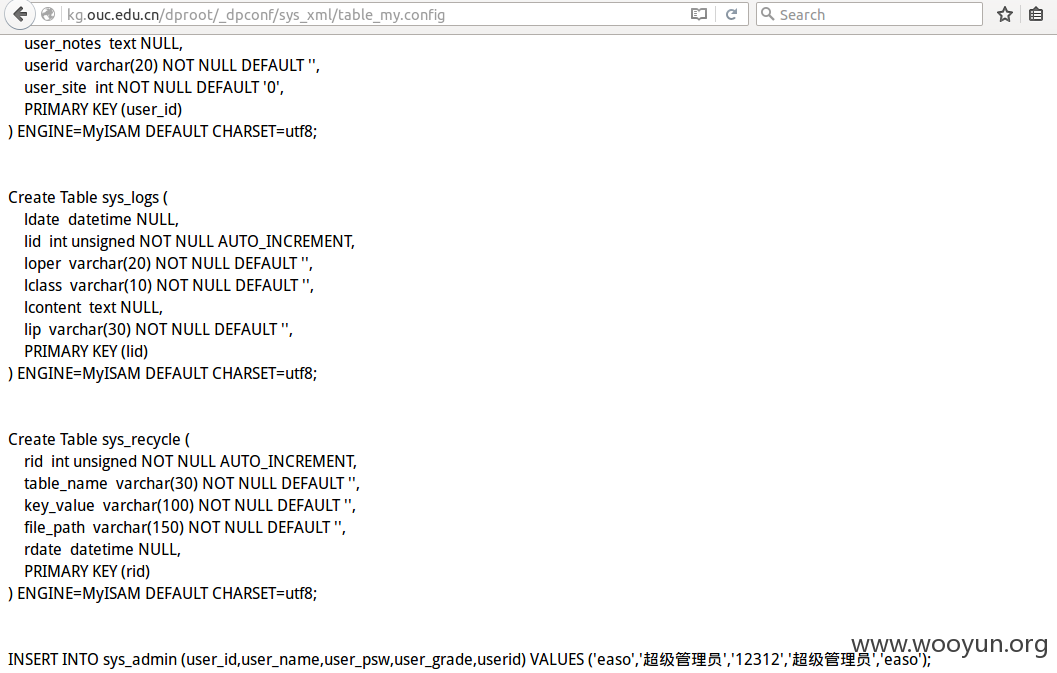 kg.ouc.edu.cn/dproot/_dpconf/sys_xml/table_my.config
Search
user_notes text NULL,
userid varchar(20) NOT NULL DEFAULT '',
user_site int NOT NULL DEFAULT '0',
PRIMARY KEY (user_id)
) ENGINE=MyISAM DEFAULT CHARSET=utf8;
Create Table sys_logs (
ldate datetime NULL,
lid int unsigned NOT NULL AUTO_INCREMENT,
loper varchar(20) NOT NULL DEFAULT '',
lclass varchar(10) NOT NULL DEFAULT '',
lcontent text NULL,
lip varchar(30) NOT NULL DEFAULT '',
PRIMARY KEY (lid)
) ENGINE=MyISAM DEFAULT CHARSET=utf8;
Create Table sys_recycle (
rid int unsigned NOT NULL AUTO_INCREMENT,
table_name varchar(30) NOT NULL DEFAULT '',
key_value varchar(100) NOT NULL DEFAULT '',
file_path varchar(150) NOT NULL DEFAULT '',
rdate datetime NULL,
PRIMARY KEY (rid)
) ENGINE=MyISAM DEFAULT CHARSET=utf8;
www.wooyun.org
INSERT INTO sys_admin (user_id,user_name,user_psw,user_grade,userid) VALUES ('easo','超级管理员','12312','超级管理员','easo');